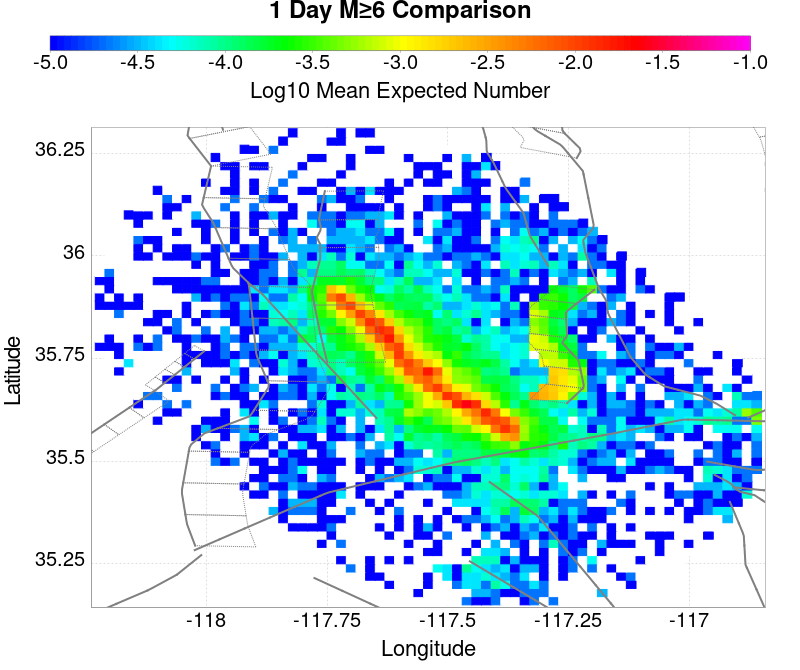 1 Day M≥6 Comparison
-5.0 -4.5 -4.0 -3.5 -3.0 -2.5 -2.0 -1.5 -1.0
Log10 Mean Expected Number
36.25
36
35.75
35.5
35.25
Latitude
-118 -117.75 -117.5 -117.25 -117
Longitude